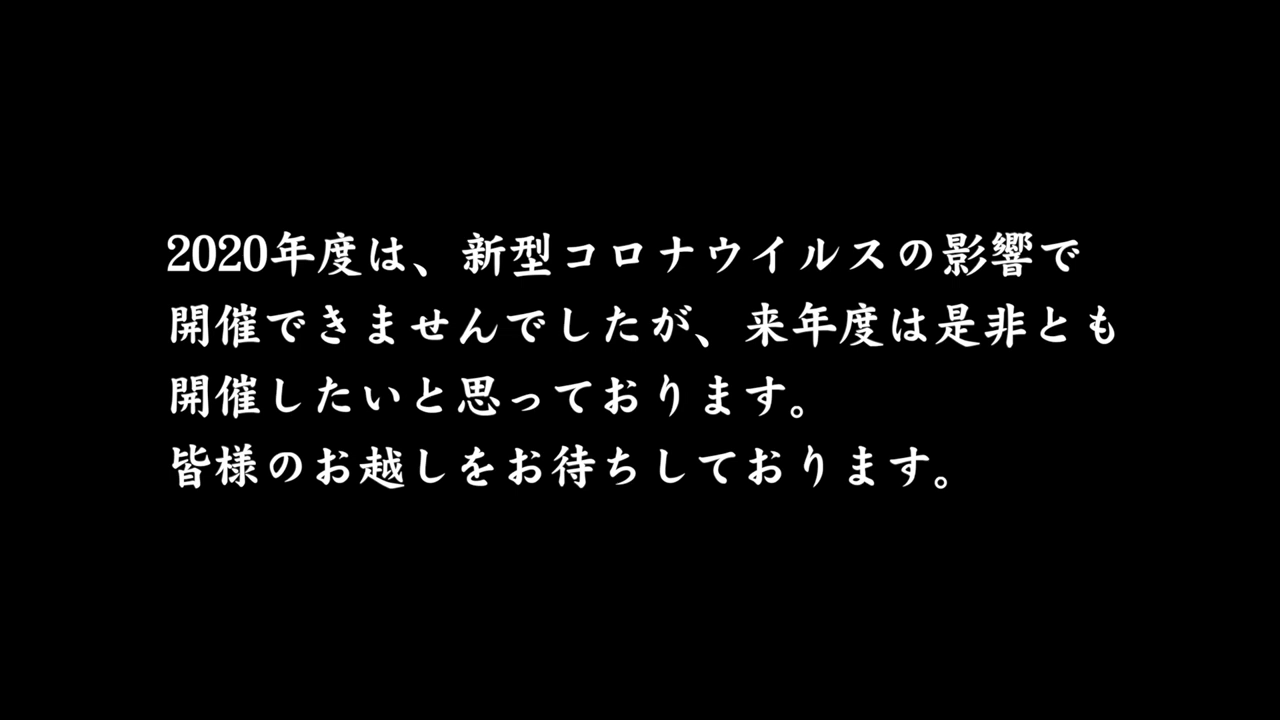 2020年度は、新型コロナウイルスの影響で
開催できませんでしたが、来年度は是非とも
開催したいと思っております。
皆様のお越しをお待ちしております。